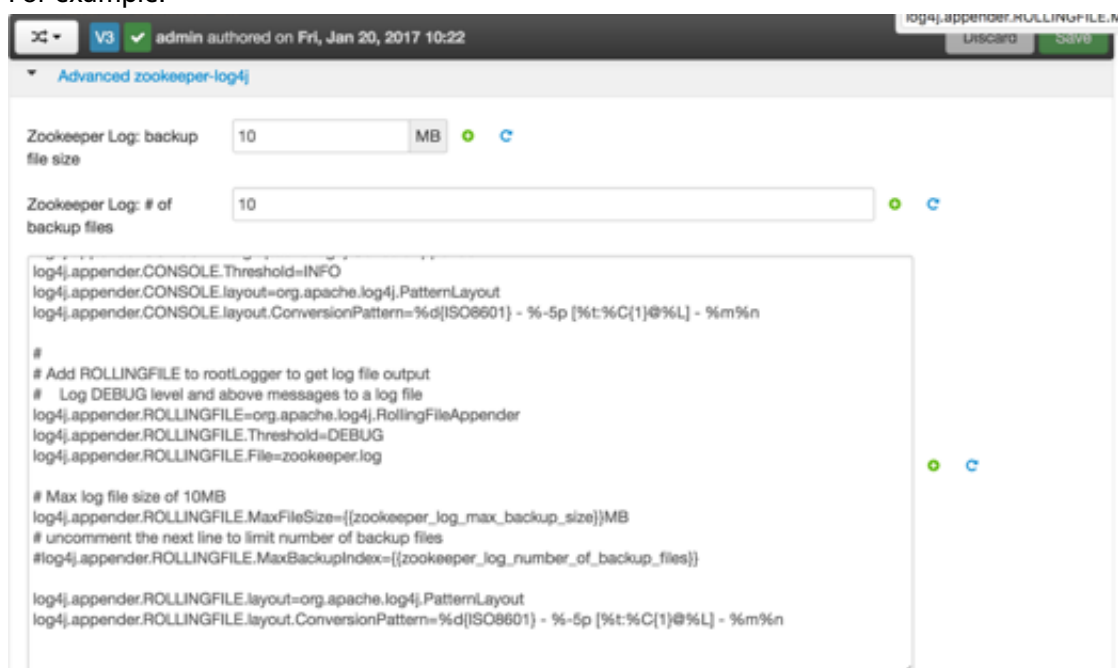 For example:
log4j.appender.ROLLINGFILE.M
V3 admin authored on Fri, Jan 20, 2017 10:22
Discard Save
Advanced zookeeper-log4j
Zookeeper Log: backup file size
10 MB
Zookeeper Log: # of backup files
10
log4j.appender.CONSOLE.Threshold=INFO
log4j.appender.CONSOLE.layout=org.apache.log4j.PatternLayout
log4j.appender.CONSOLE.layout.ConversionPattern=%d{ISO8601} - %-5p [%t:%C{1}@%L] - %m%n
#
# Add ROLLINGFILE to rootLogger to get log file output
#    Log DEBUG level and above messages to a log file
log4j.appender.ROLLINGFILE=org.apache.log4j.RollingFileAppender
log4j.appender.ROLLINGFILE.Threshold=DEBUG
log4j.appender.ROLLINGFILE.File=zookeeper.log
# Max log file size of 10MB
log4j.appender.ROLLINGFILE.MaxFileSize={{zookeeper_log_max_backup_size}}MB
# uncomment the next line to limit number of backup files
#log4j.appender.ROLLINGFILE.MaxBackupIndex={{zookeeper_log_number_of_backup_files}}
log4j.appender.ROLLINGFILE.layout=org.apache.log4j.PatternLayout
log4j.appender.ROLLINGFILE.layout.ConversionPattern=%d{ISO8601} - %-5p [%t:%C{1}@%L] - %m%n